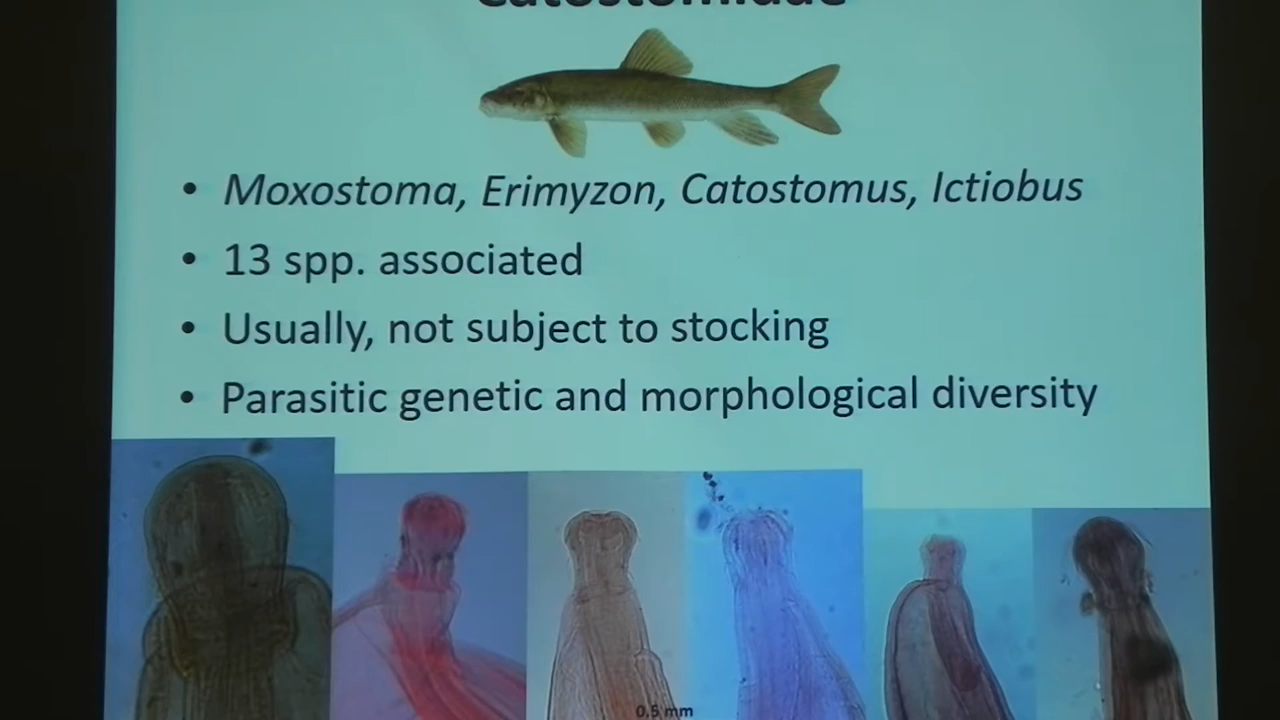 Catostomidae
• Moxostoma, Erimyzon, Catostomus, Ictiobus
• 13 spp. associated
• Usually, not subject to stocking
• Parasitic genetic and morphological diversity
0.5 mm